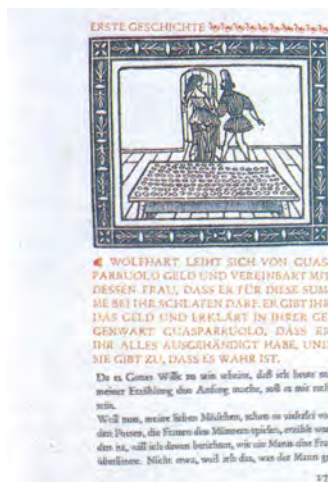 ERSTE GESCHICHTE
WOLFHART LEIHT SICH VON GUAS-
PARRUOLO GELD UND VEREINBART MIT
DESSEN FRAU, DASS ER FÜR DIESE SUM
ME BEI IHR SCHLAFEN DARF. ER GIBT IHR
DAS GELD UND ERKLÄRT IN IHRER GE
GENWART GUASPARRUOLO, DASS ER
IHR ALLES AUSGEHÄNDIGT HABE, UND
SIE GIBT ZU, DASS ES WAHR IST.
Da es Gottes Wille zu sein scheint, daß ich heute mit
meiner Erzählung den Anfang mache, soll es mir recht
sein.
Weil nun, meine lieben Mädchen, schon so vielerlei von
den Possen, die Frauen den Männern spielen, erzählt wor
den ist, will ich davon berichten, wie ein Mann eine Frau
überlistete. Nicht etwa, weil ich das, was der Mann